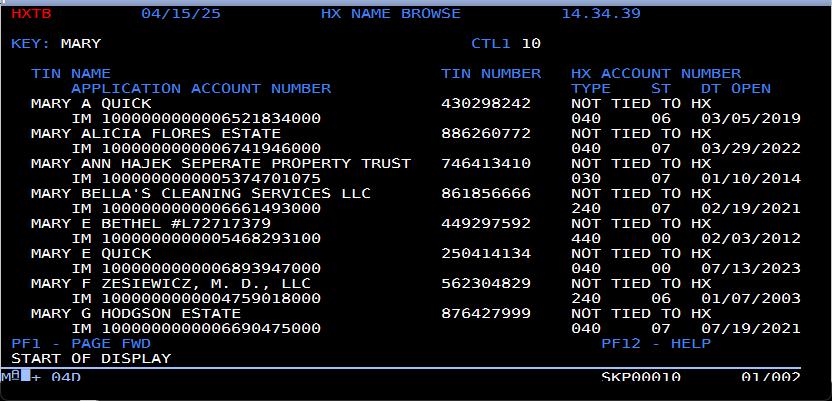 HXTB 04/15/25 HX NAME BROWSE 14.34.39
KEY: MARY CTL1 10
TIN NAME TIN NUMBER HX ACCOUNT NUMBER
APPLICATION ACCOUNT NUMBER TYPE ST DT OPEN
MARY A QUICK 430298242 NOT TIED TO HX
IM 1000000000006521834000 040 06 03/05/2019
MARY ALICIA FLORES ESTATE 886260772 NOT TIED TO HX
IM 1000000000006741946000 040 07 03/29/2022
MARY ANN HAJEK SEPERATE PROPERTY TRUST 746413410 NOT TIED TO HX
IM 1000000000005374701075 030 07 01/10/2014
MARY BELLA'S CLEANING SERVICES LLC 861856666 NOT TIED TO HX
IM 1000000000006661493000 240 07 02/19/2021
MARY E BETHEL #L72717379 449297592 NOT TIED TO HX
IM 1000000000005468293100 440 00 02/03/2012
MARY E QUICK 250414134 NOT TIED TO HX
IM 1000000000006893947000 040 00 07/13/2023
MARY F ZESIEWICZ, M. D., LLC 562304829 NOT TIED TO HX
IM 1000000000004759018000 240 06 01/07/2003
MARY G HODGSON ESTATE 876427999 NOT TIED TO HX
IM 1000000000006690475000 040 07 07/19/2021
PF1 - PAGE FWD PF12 - HELP
START OF DISPLAY
+ 04D SKP00010 01/002